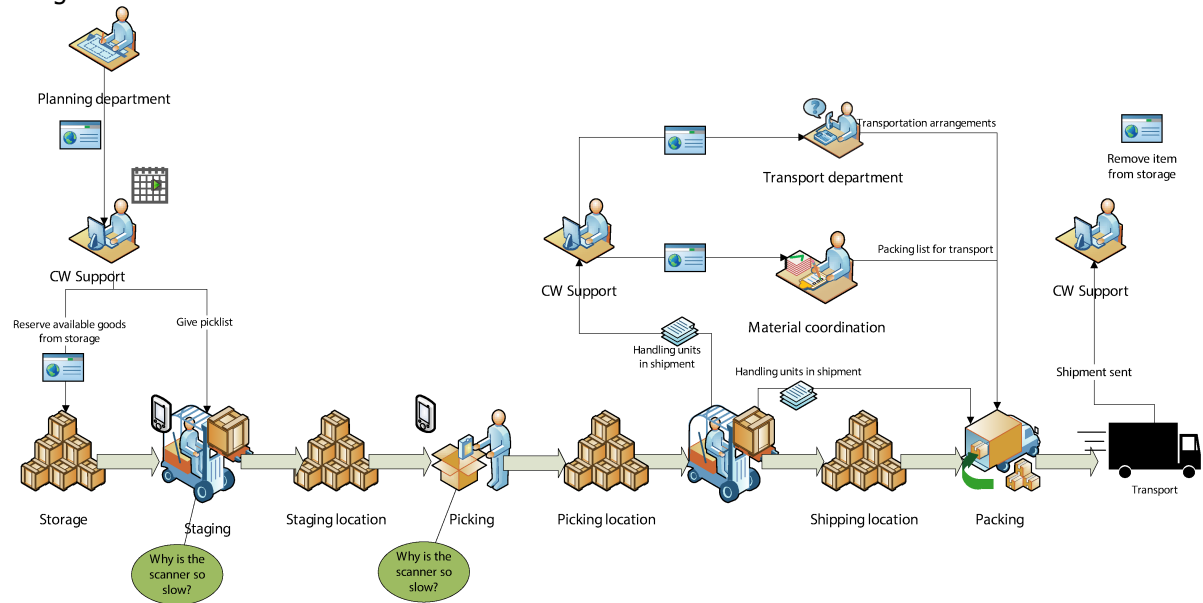 Planning department
Transportation arrangements
Remove item
from storage
Transport department
CW Support
Packing list for transport
CW Support
CW Support
Material coordination
Reserve available goods
from storage
Give picklist
Handling units
in shipment
Handling units in shipment
Shipment sent
Storage
Staging
Staging location
Picking
Picking location
Shipping location
Packing
Transport
Why is the
scanner so
slow?
Why is the
scanner so
slow?